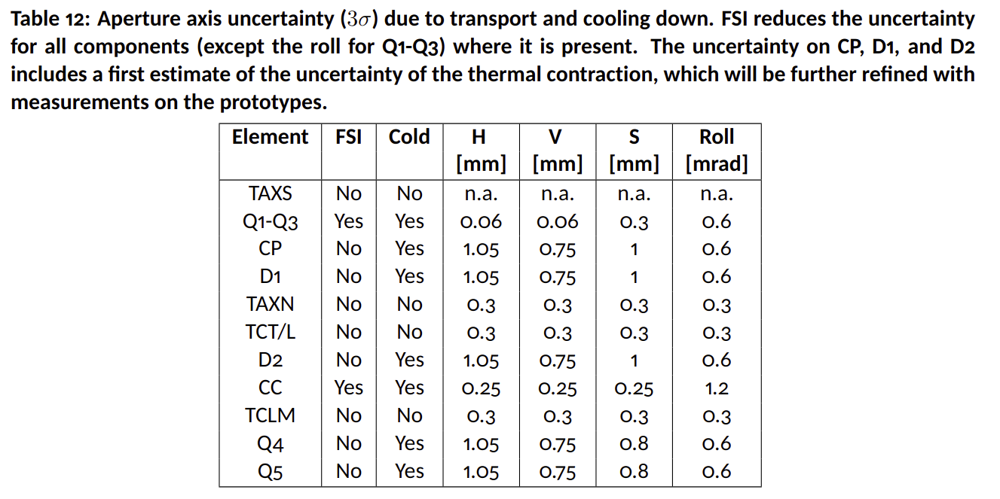 Table 12: Aperture axis uncertainty (3σ) due to transport and cooling down. FSI reduces the uncertainty
for all components (except the roll for Q1-Q3) where it is present. The uncertainty on CP, D1, and D2
includes a first estimate of the uncertainty of the thermal contraction, which will be further refined with
measurements on the prototypes.
Element FSI Cold H V S Roll
[mm] [mm] [mm] [mrad]
TAXS No No n.a. n.a. n.a. n.a.
Q1-Q3 Yes Yes 0.06 0.06 0.3 0.6
CP No Yes 1.05 0.75 1 0.6
D1 No Yes 1.05 0.75 1 0.6
TAXN No No 0.3 0.3 0.3 0.3
TCT/L No No 0.3 0.3 0.3 0.3
D2 No Yes 1.05 0.75 1 0.6
CC Yes Yes 0.25 0.25 0.25 1.2
TCLM No No 0.3 0.3 0.3 0.3
Q4 No Yes 1.05 0.75 0.8 0.6
Q5 No Yes 1.05 0.75 0.8 0.6